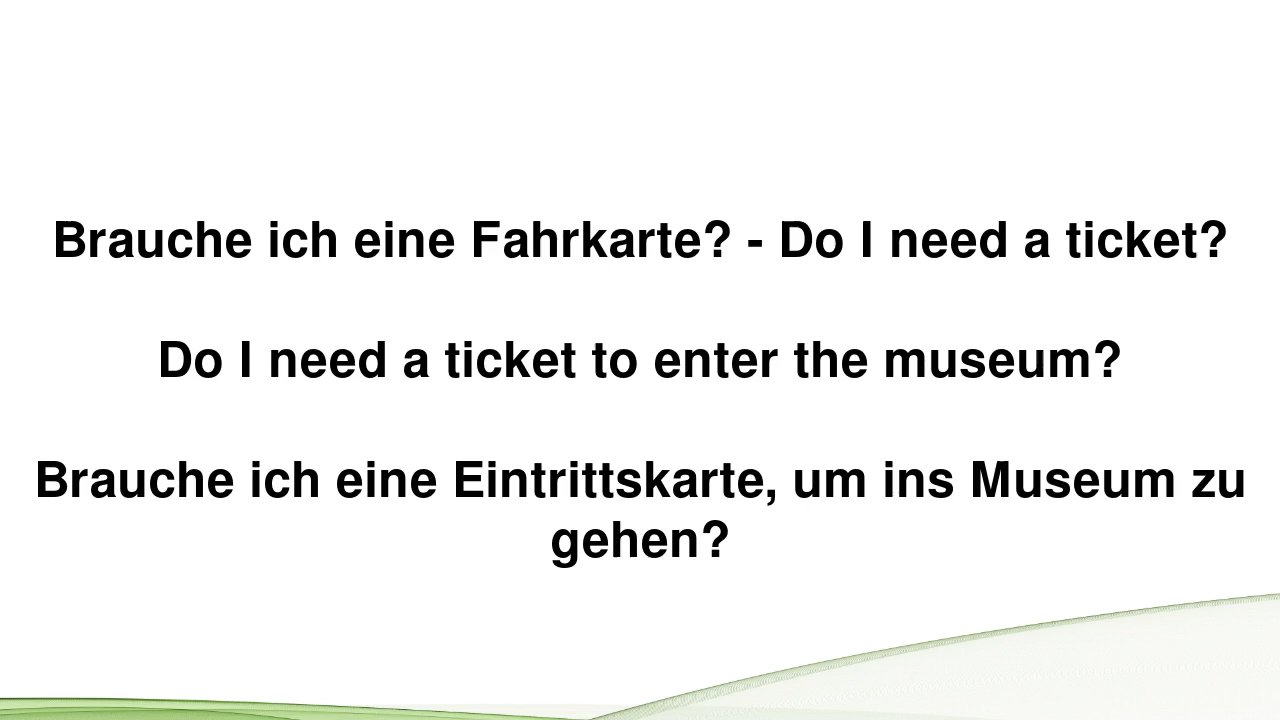 Brauche ich eine Fahrkarte? - Do I need a ticket?
Do I need a ticket to enter the museum?
Brauche ich eine Eintrittskarte, um ins Museum zu
gehen?